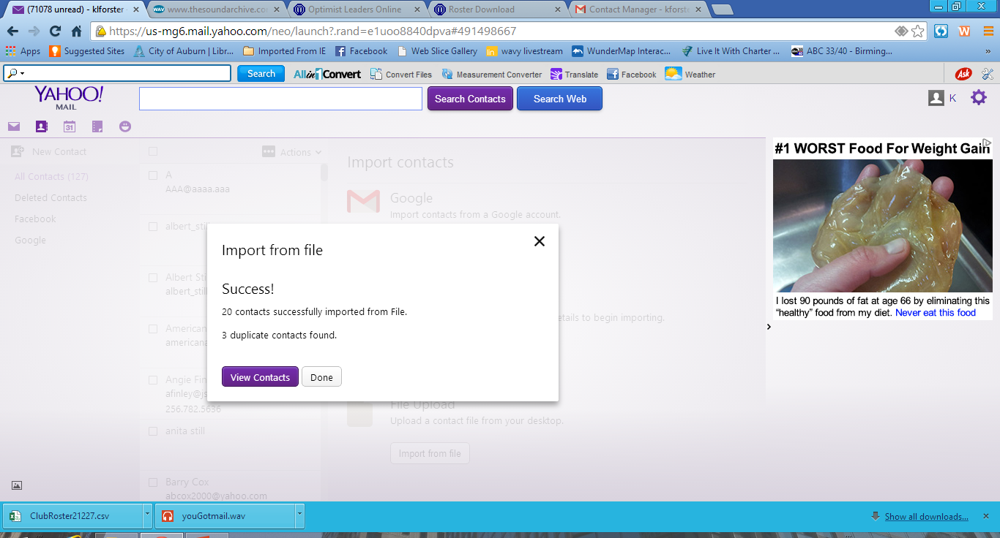 (71078 unread) - klforster
www.thesoundarchive.co
Optimist Leaders Online
Roster Download
Contact Manager - kforste
https://us-mg6.mail.yahoo.com/neo/launch?.rand=e1uoo8840dpva#491498667
Apps
Suggested Sites
City of Auburn | Libr...
Imported From IE
Facebook
Web Slice Gallery
wavy livestream
WunderMap Interac...
Live It With Charter ...
ABC 33/40 - Birming...
»
Search
All in 1 Convert
Convert Files
Measurement Converter
Translate
Facebook
Weather
Ask
YAHOO!
MAIL
Search Contacts
Search Web
K
31
New Contact
Actions
All Contacts (127)
Deleted Contacts
Facebook
Google
A
AAA@aaaa.aaa
albert_stil
Albert Sti
albert_stil
American
americana
Angie Fin
afinley@js
256.782.5636
anita still
Barry Cox
abcox2000@yahoo.com
Import contacts
Google
Import contacts from a Google account.
etails to begin importing.
File Upload
Upload a contact file from your desktop.
Import from file
Import from file
Success!
20 contacts successfully imported from File.
3 duplicate contacts found.
View Contacts
Done
#1 WORST Food For Weight Gain
I lost 90 pounds of fat at age 66 by eliminating this
“healthy” food from my diet. Never eat this food
ClubRoster21227.csv
youGotmail.wav
Show all downloads...